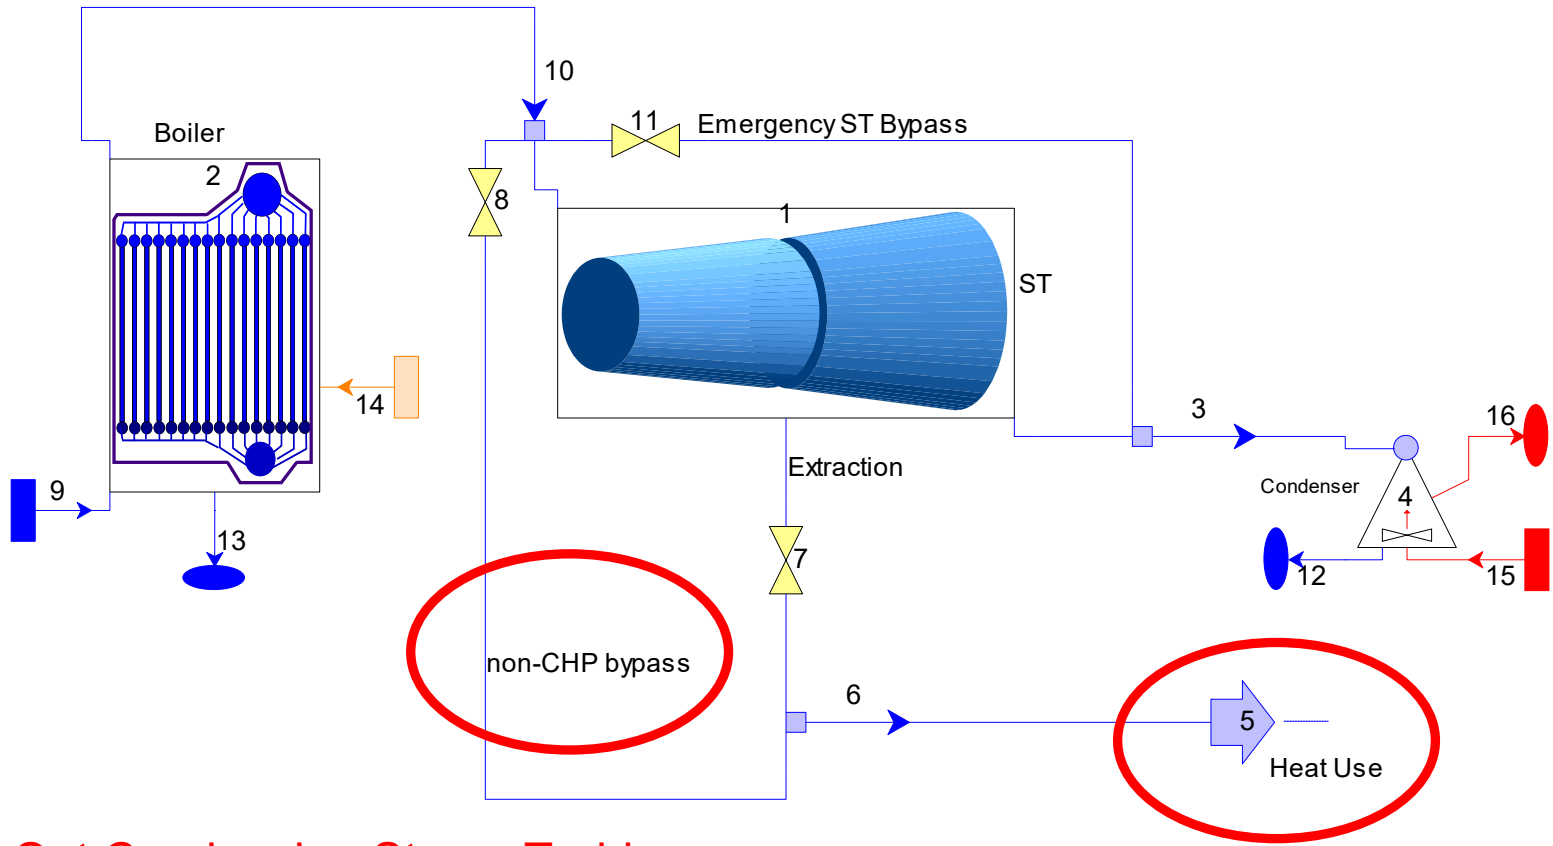 10
11
Emergency ST Bypass
Boiler
2
8
1
ST
14
3
16
Extraction
Condenser
9
4
13
7
12
15
non-CHP bypass
6
5
Heat Use